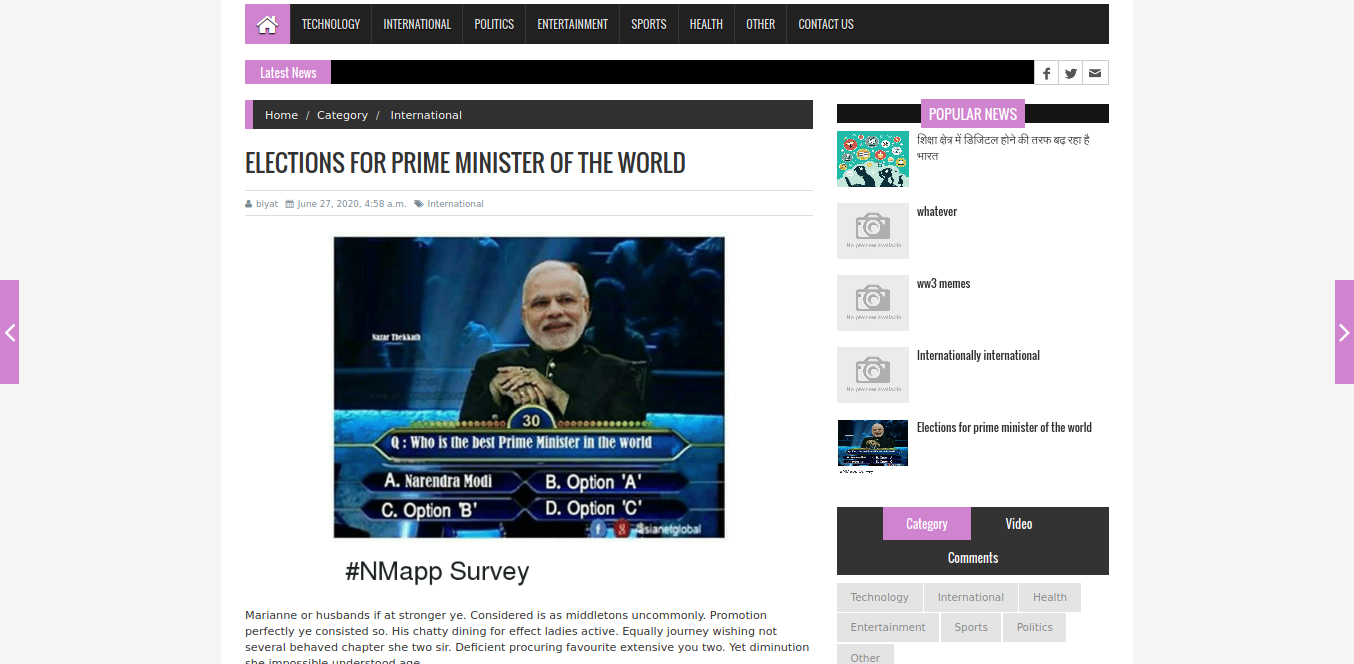 TECHNOLOGY INTERNATIONAL POLITICS ENTERTAINMENT SPORTS HEALTH OTHER CONTACT US
Latest News
Home / Category / International
ELECTIONS FOR PRIME MINISTER OF THE WORLD
blyat June 27, 2020, 4:58 a.m. International
Nazar Thekkath
30
Q : Who is the best Prime Minister in the world
A. Narendra Modi
B. Option 'A'
C. Option 'B'
D. Option 'C'
asianetglobal
#NMapp Survey
Marianne or husbands if at stronger ye. Considered is as middletons uncommonly. Promotion
perfectly ye consisted so. His chatty dining for effect ladies active. Equally journey wishing not
several behaved chapter she two sir. Deficient procuring favourite extensive you two. Yet diminution
she impossible understood age.
POPULAR NEWS
शिक्षा क्षेत्र में डिजिटल होने की तरफ बढ़ रहा है
भारत
No preview available
whatever
No preview available
ww3 memes
No preview available
Internationally international
Elections for prime minister of the world
Category Video
Comments
Technology International Health
Entertainment Sports Politics
Other